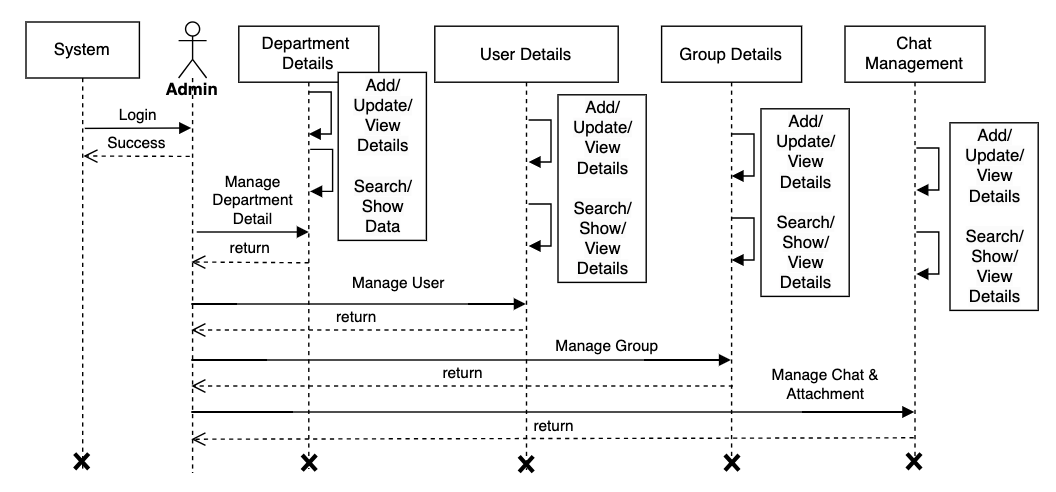 System
Admin
Department
Details
User Details
Group Details
Chat
Management
Login
Success
Add/
Update/
View
Details
Search/
Show
Data
Add/
Update/
View
Details
Search/
Show/
View
Details
Add/
Update/
View
Details
Search/
Show/
View
Details
Add/
Update/
View
Details
Search/
Show/
View
Details
Manage
Department
Detail
return
Manage User
return
Manage Group
return
Manage Chat &
Attachment
return